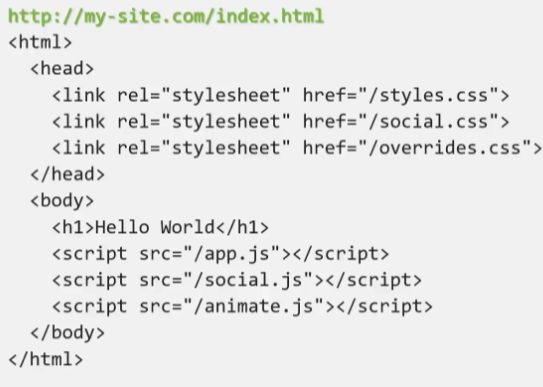 http://my-site.com/index.html
<html>
  <head>
    <link rel="stylesheet" href="/styles.css">
    <link rel="stylesheet" href="/social.css">
    <link rel="stylesheet" href="/overrides.css">
  </head>
  <body>
    <h1>Hello World</h1>
    <script src="/app.js"></script>
    <script src="/social.js"></script>
    <script src="/animate.js"></script>
  </body>
</html>